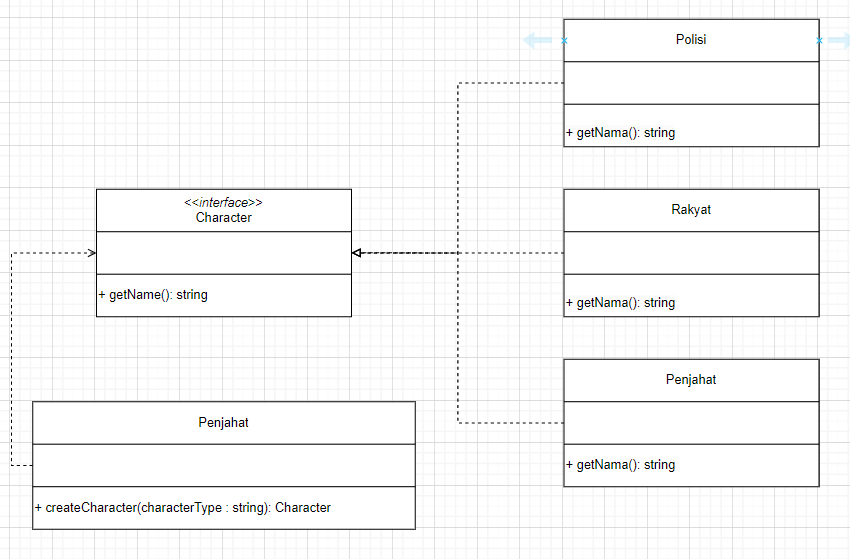 Polisi
+ getNama(): string
<<interface>>
Character
+ getName(): string
Rakyat
+ getNama(): string
Penjahat
+ getNama(): string
Penjahat
+ createCharacter(characterType : string): Character